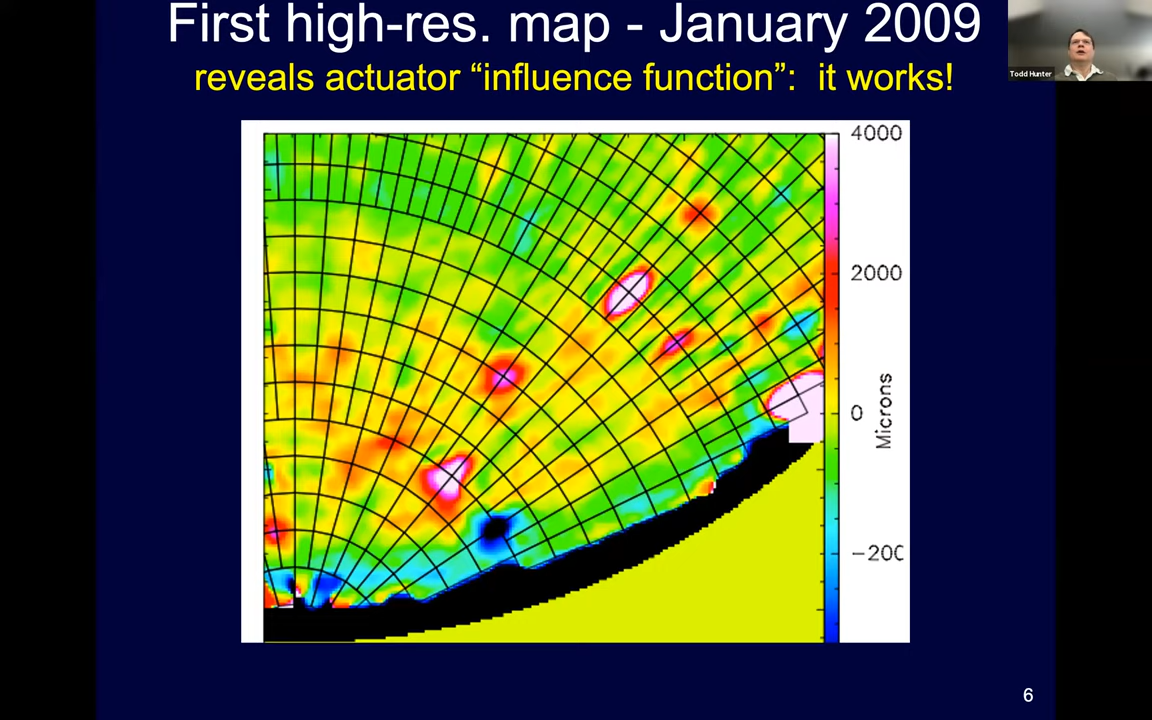 First high-res. map - January 2009
reveals actuator “influence function”: it works!
Todd Hunter
4000
2000
0
Microns
−200
6